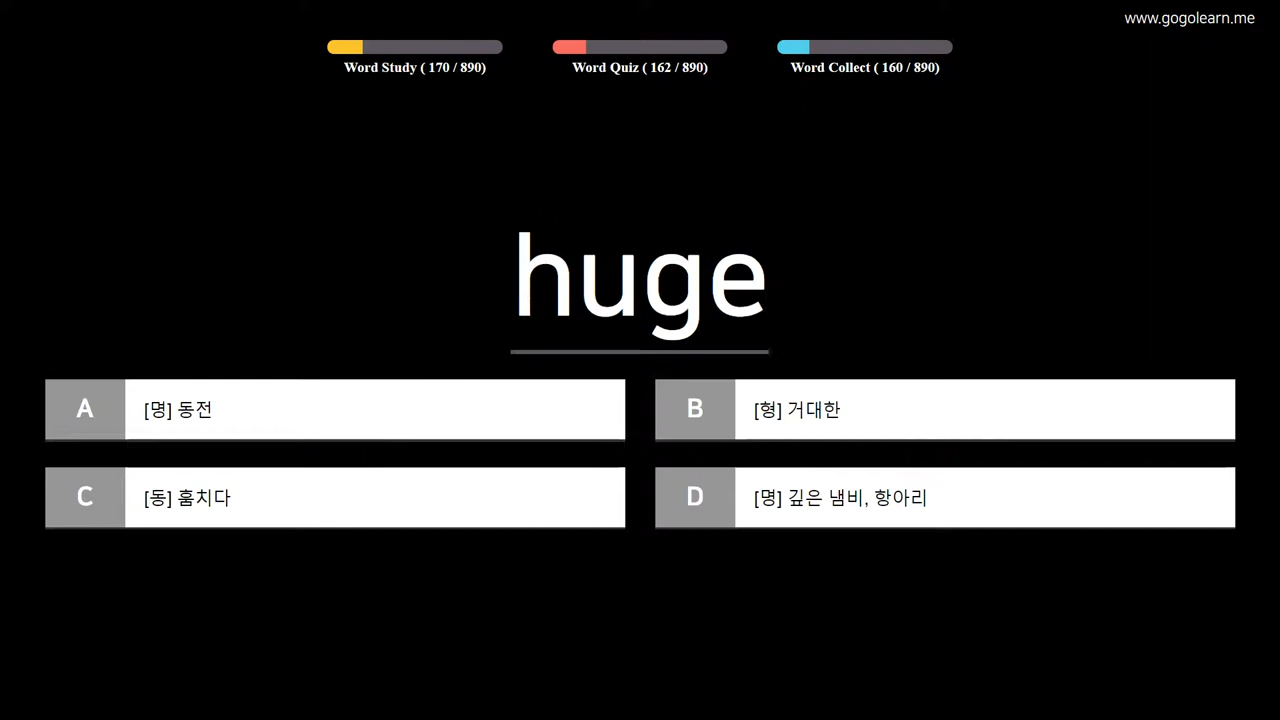 www.gogolearn.me
Word Study ( 170 / 890)
Word Quiz ( 162 / 890)
Word Collect ( 160 / 890)
huge
A [명] 동전
B [형] 거대한
C [동] 훔치다
D [명] 깊은 냄비, 항아리